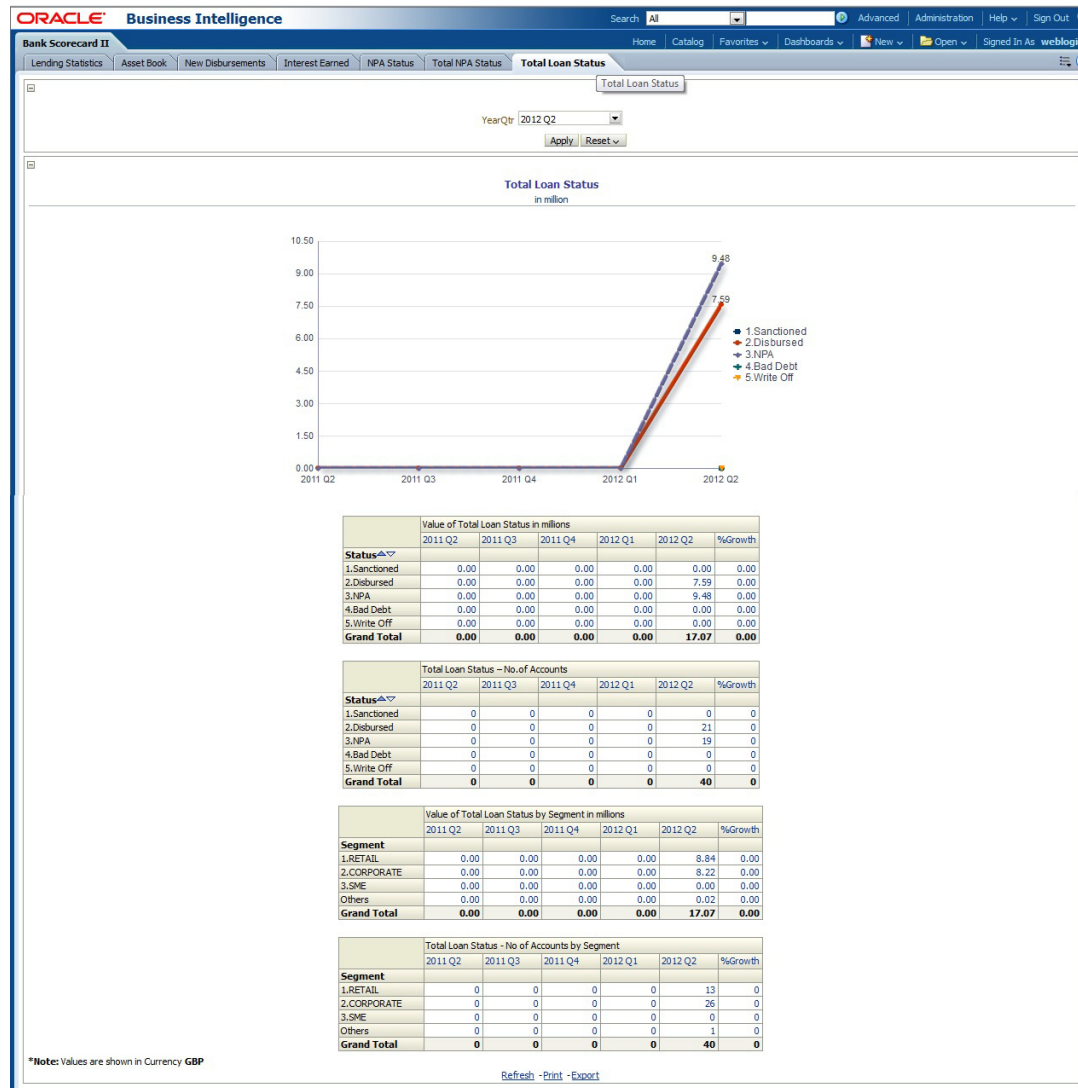 ORACLE Business Intelligence Search All Advanced Administration Help Sign Out
Bank Scorecard II Home Catalog Favorites Dashboards New Open Signed In As weblogi
Lending Statistics Asset Book New Disbursements Interest Earned NPA Status Total NPA Status Total Loan Status
Total Loan Status
YearQtr 2012 Q2
Apply Reset
Total Loan Status
in million
10.50
9.00
7.50
6.00
4.50
3.00
1.50
0.00
9.48
7.59
1.Sanctioned
2.Disbursed
3.NPA
4.Bad Debt
5.Write Off
2011 Q2 2011 Q3 2011 Q4 2012 Q1 2012 Q2
Value of Total Loan Status in millions
2011 Q2 2011 Q3 2011 Q4 2012 Q1 2012 Q2 %Growth
Status
1.Sanctioned 0.00 0.00 0.00 0.00 0.00 0.00
2.Disbursed 0.00 0.00 0.00 0.00 7.59 0.00
3.NPA 0.00 0.00 0.00 0.00 9.48 0.00
4.Bad Debt 0.00 0.00 0.00 0.00 0.00 0.00
5.Write Off 0.00 0.00 0.00 0.00 0.00 0.00
Grand Total 0.00 0.00 0.00 0.00 17.07 0.00
Total Loan Status – No.of Accounts
2011 Q2 2011 Q3 2011 Q4 2012 Q1 2012 Q2 %Growth
Status
1.Sanctioned 0 0 0 0 0 0
2.Disbursed 0 0 0 0 21 0
3.NPA 0 0 0 0 19 0
4.Bad Debt 0 0 0 0 0 0
5.Write Off 0 0 0 0 0 0
Grand Total 0 0 0 0 40 0
Value of Total Loan Status by Segment in millions
2011 Q2 2011 Q3 2011 Q4 2012 Q1 2012 Q2 %Growth
Segment
1.RETAIL 0.00 0.00 0.00 0.00 8.84 0.00
2.CORPORATE 0.00 0.00 0.00 0.00 8.22 0.00
3.SME 0.00 0.00 0.00 0.00 0.00 0.00
Others 0.00 0.00 0.00 0.00 0.02 0.00
Grand Total 0.00 0.00 0.00 0.00 17.07 0.00
Total Loan Status - No of Accounts by Segment
2011 Q2 2011 Q3 2011 Q4 2012 Q1 2012 Q2 %Growth
Segment
1.RETAIL 0 0 0 0 13 0
2.CORPORATE 0 0 0 0 26 0
3.SME 0 0 0 0 0 0
Others 0 0 0 0 1 0
Grand Total 0 0 0 0 40 0
*Note: Values are shown in Currency GBP
Refresh - Print - Export